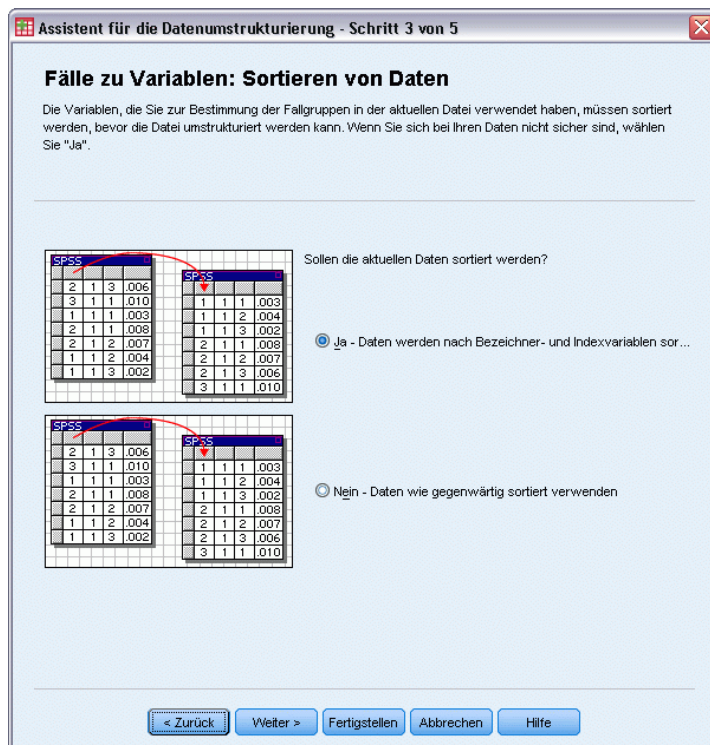 Assistent für die Datenumstrukturierung - Schritt 3 von 5
Fälle zu Variablen: Sortieren von Daten
Die Variablen, die Sie zur Bestimmung der Fallgruppen in der aktuellen Datei verwendet haben, müssen sortiert
werden, bevor die Datei umstrukturiert werden kann. Wenn Sie sich bei Ihren Daten nicht sicher sind, wählen
Sie "Ja".
Sollen die aktuellen Daten sortiert werden?
SPSS
2 1 3 .006
3 1 1 .010
1 1 1 .003
2 1 1 .008
2 1 2 .007
1 1 2 .004
1 1 3 .002
SPSS
1 1 1 .003
1 1 2 .004
1 1 3 .002
2 1 1 .008
2 1 2 .007
2 1 3 .006
3 1 1 .010
Ja - Daten werden nach Bezeichner- und Indexvariablen sor...
SPSS
2 1 3 .006
3 1 1 .010
1 1 1 .003
2 1 1 .008
2 1 2 .007
1 1 2 .004
1 1 3 .002
SPSS
1 1 1 .003
1 1 2 .004
1 1 3 .002
2 1 1 .008
2 1 2 .007
2 1 3 .006
3 1 1 .010
Nein - Daten wie gegenwärtig sortiert verwenden
< Zurück
Weiter >
Fertigstellen
Abbrechen
Hilfe